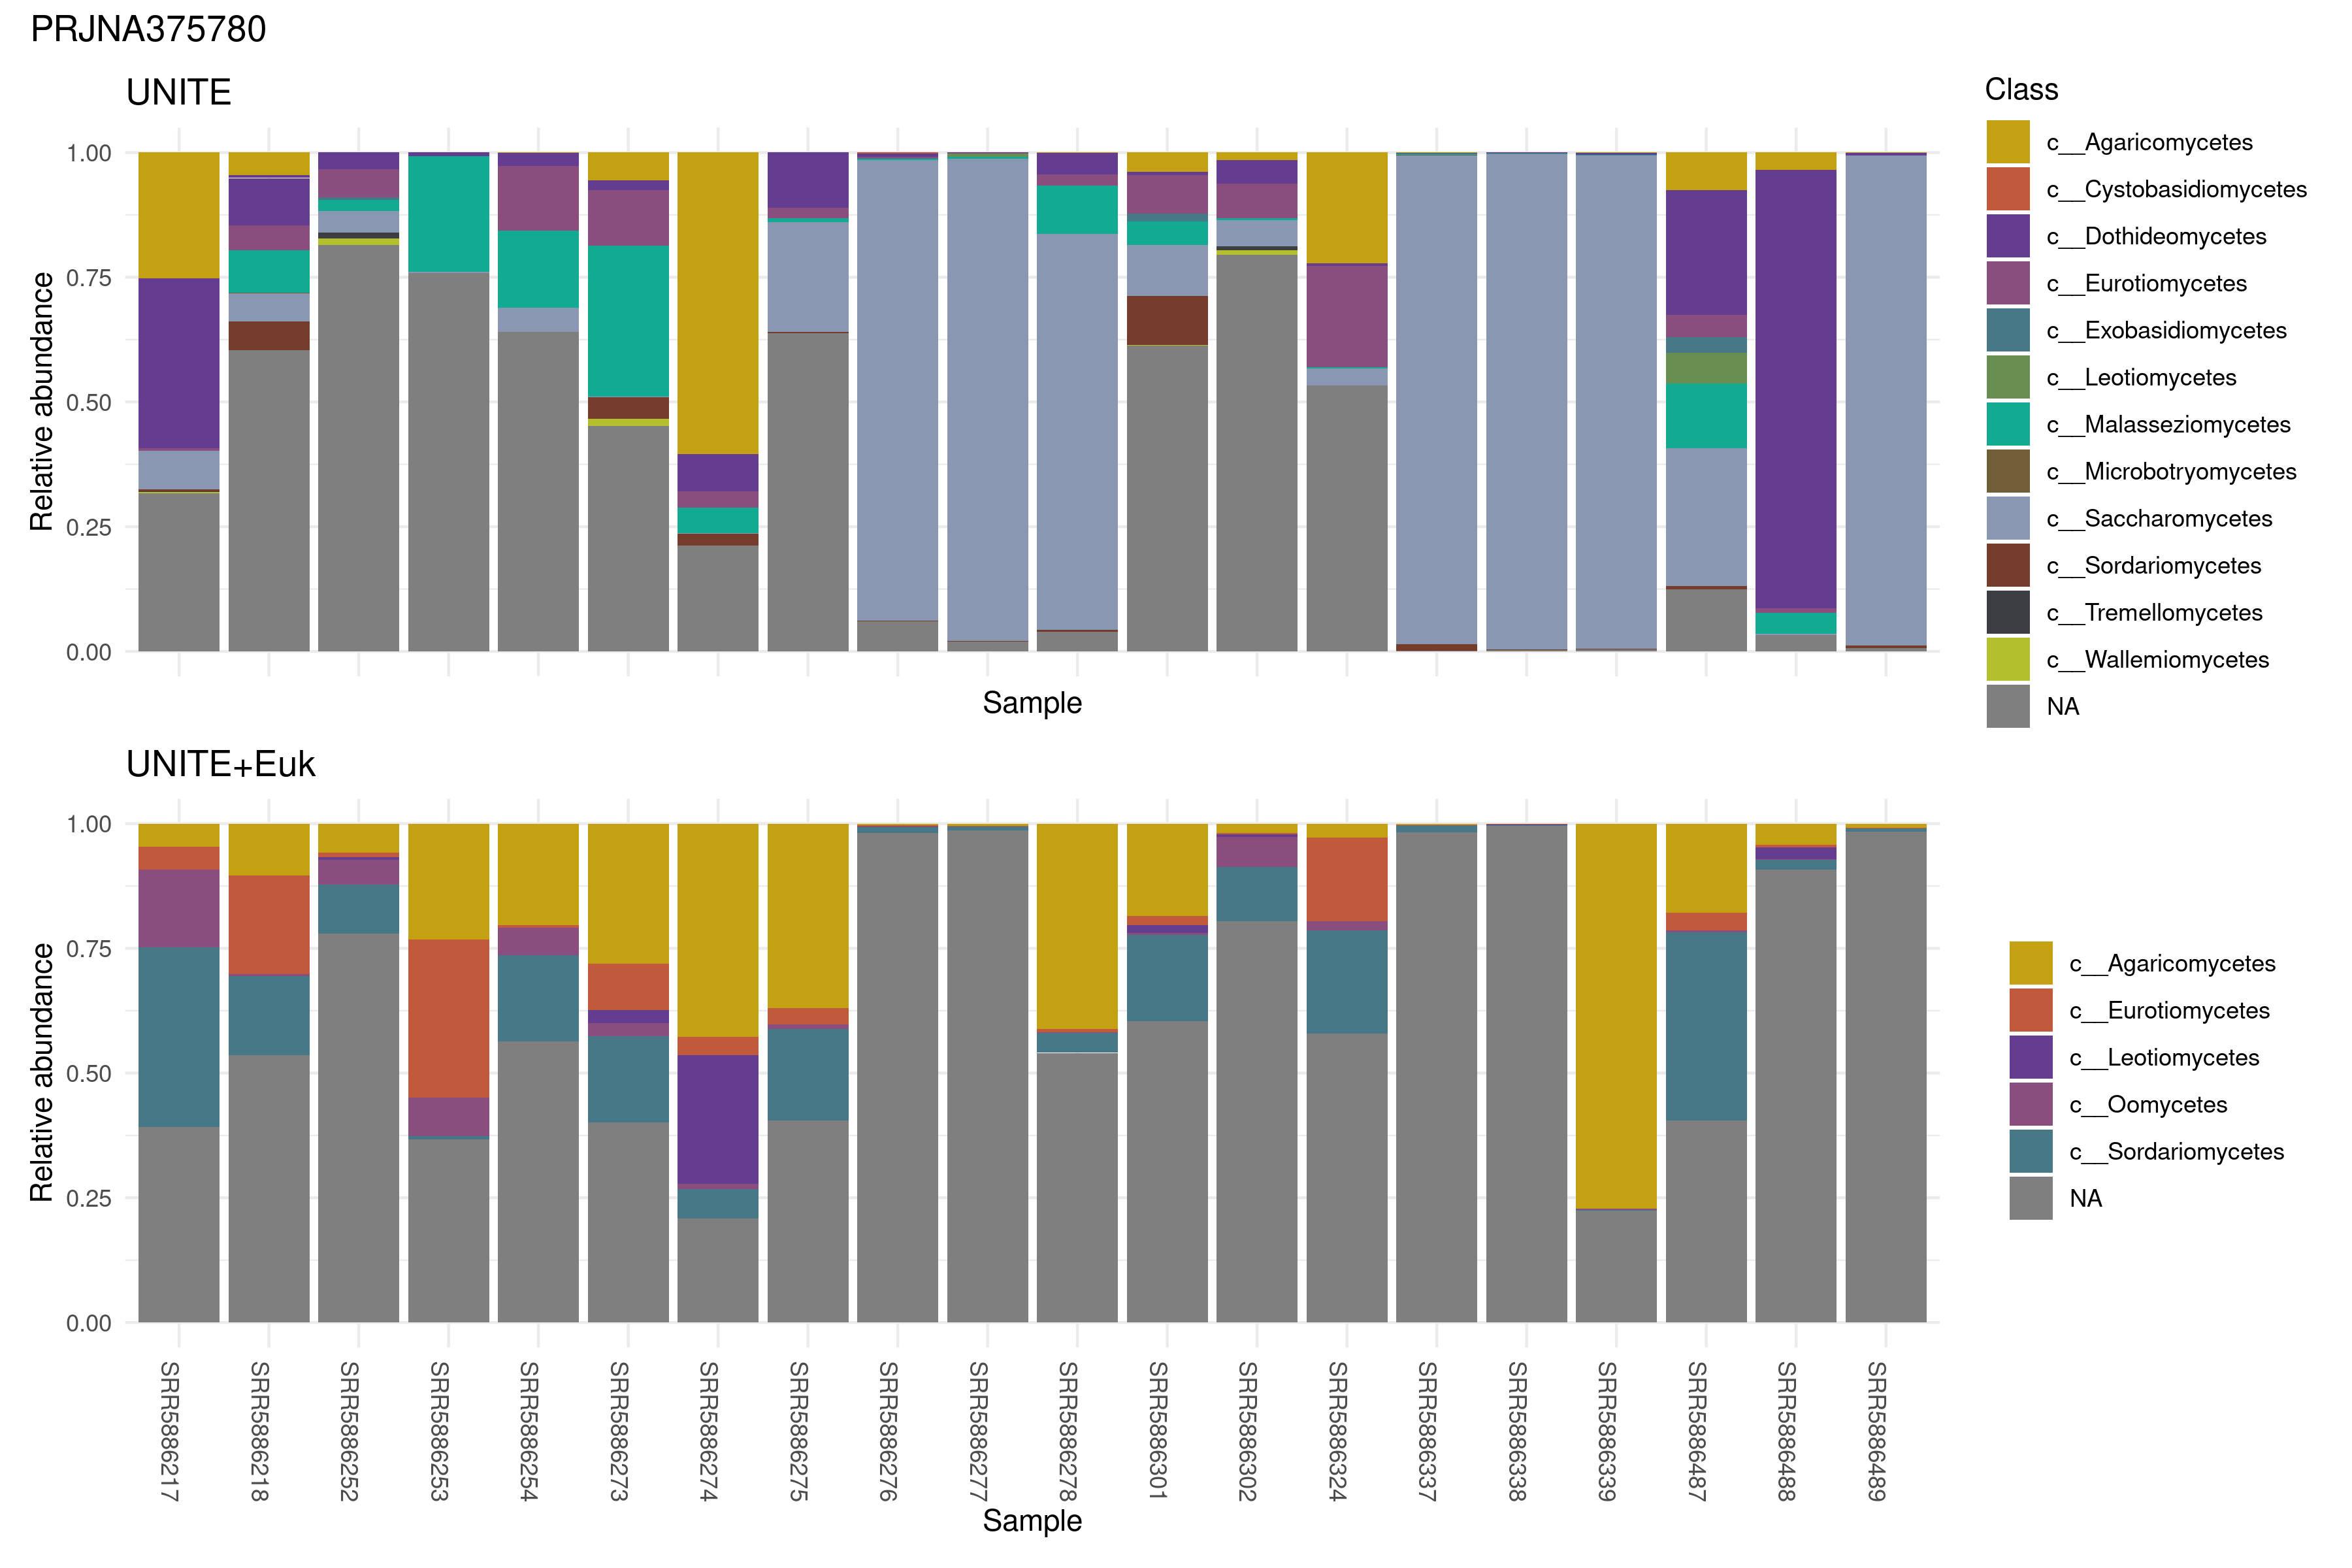 PRJNA375780
UNITE
Relative abundance
1.00
0.75
0.50
0.25
0.00
Sample
Class
c__Agaricomycetes
c__Cystobasidiomycetes
c__Dothideomycetes
c__Eurotiomycetes
c__Exobasidiomycetes
c__Leotiomycetes
c__Malasseziomycetes
c__Microbotryomycetes
c__Saccharomycetes
c__Sordariomycetes
c__Tremellomycetes
c__Wallemiomycetes
NA
UNITE+Euk
Relative abundance
1.00
0.75
0.50
0.25
0.00
SRR5886217
SRR5886218
SRR5886252
SRR5886253
SRR5886254
SRR5886273
SRR5886274
SRR5886275
SRR5886276
SRR5886277
SRR5886278
SRR5886301
SRR5886302
SRR5886324
SRR5886337
SRR5886338
SRR5886339
SRR5886487
SRR5886488
SRR5886489
Sample
c__Agaricomycetes
c__Eurotiomycetes
c__Leotiomycetes
c__Oomycetes
c__Sordariomycetes
NA